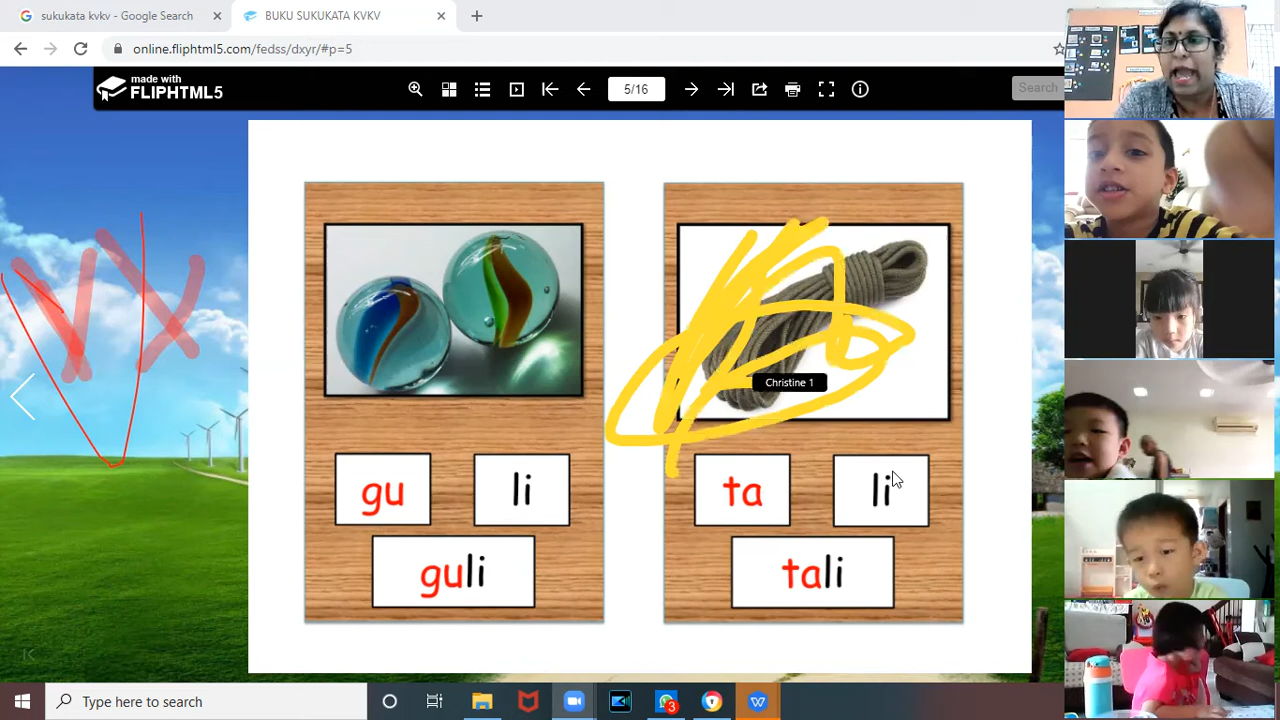 sukukata kvkv - Google Search
BUKU SUKUKATA KVKV
online.fliphtml5.com/fedss/dxyr/#p=5
made with
FLIPHTML5
5/16
Search
Christine 1
gu li
guli
ta li
tali
Type here to search
3